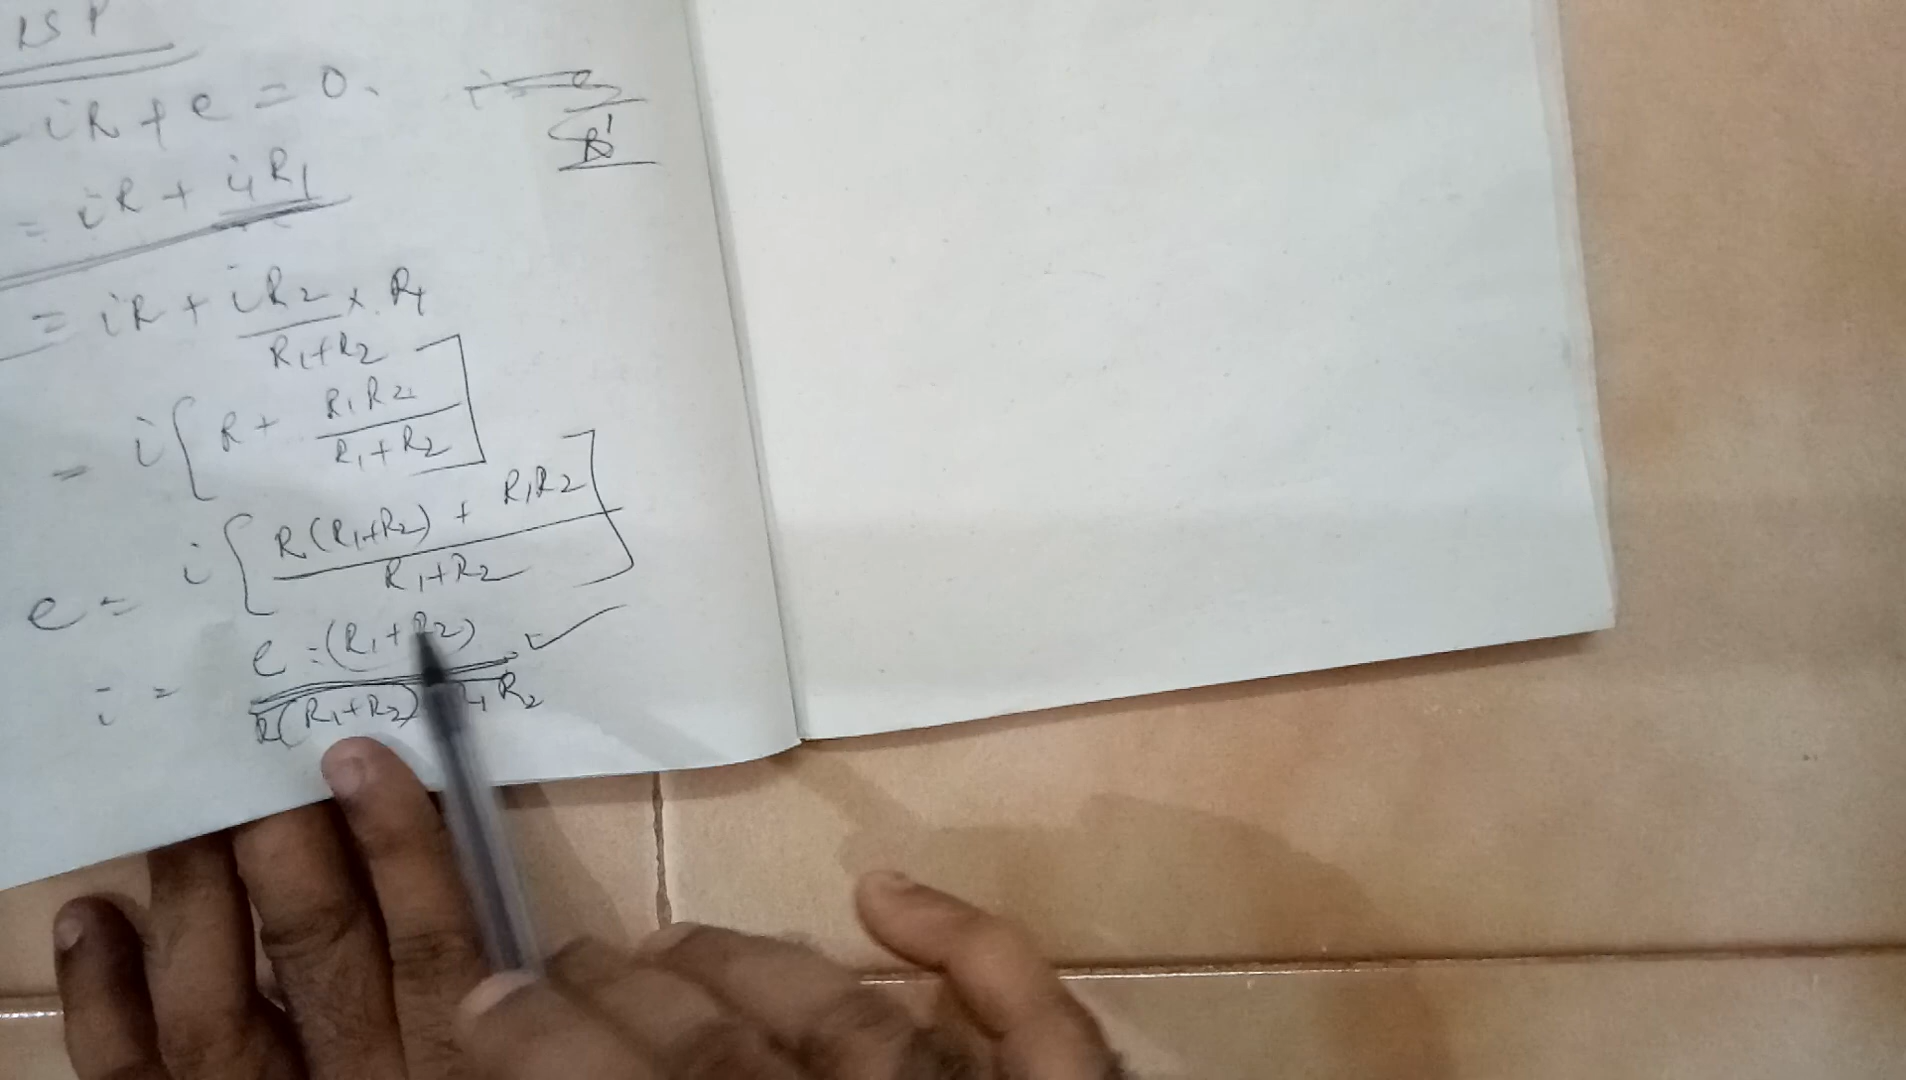 - iR + e = 0.
= iR + i1R1
= iR + iR2/(R1+R2) × R1
= i[R + R1R2/(R1+R2)]
e = i[(R(R1+R2) + R1R2)/(R1+R2)]
i = e:(R1+R2)/(R(R1+R2) R1R2) ✓